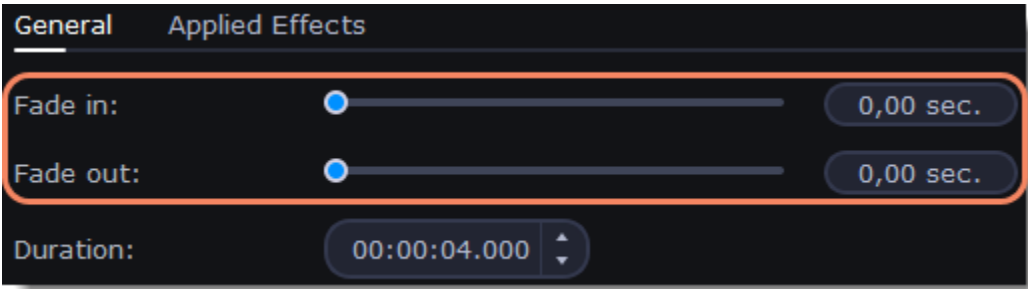 General Applied Effects
Fade in: 0,00 sec.
Fade out: 0,00 sec.
Duration: 00:00:04.000